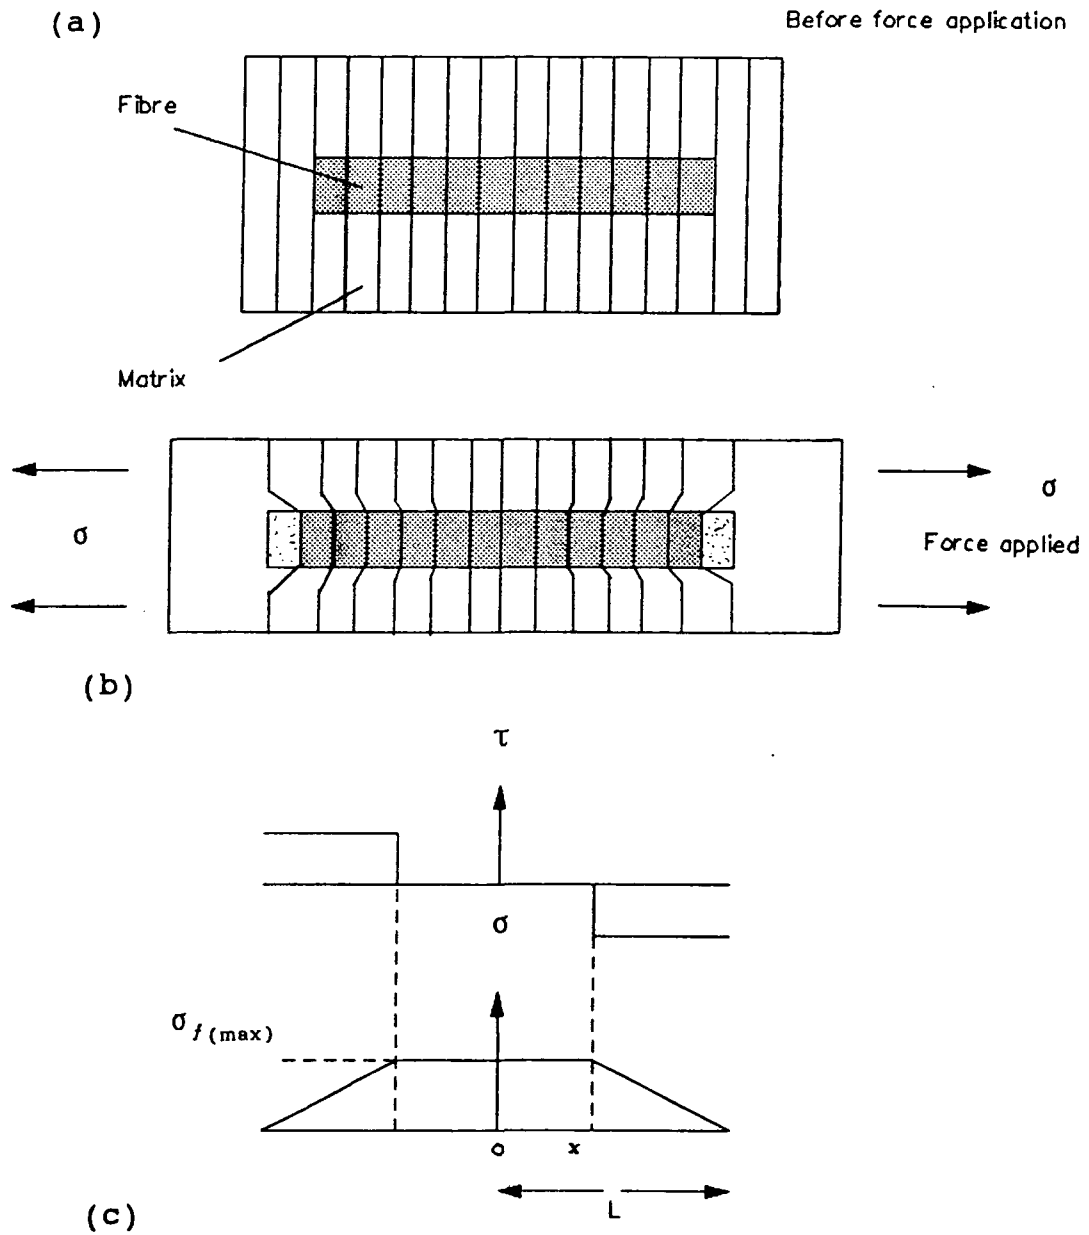 (a)
Before force application
Fibre
Matrix
σ
σ
Force applied
(b)
τ
σ
σ f(max)
o
x
L
(c)